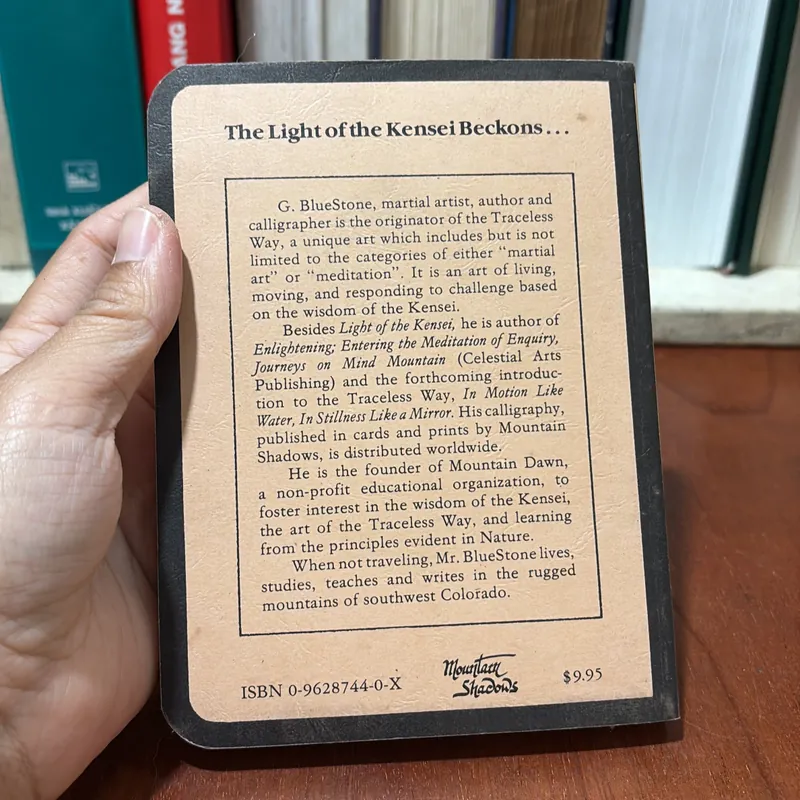 ANG N
The Light of the Kensei Beckons...
G. BlueStone, martial artist, author and
calligrapher is the originator of the Traceless
Way, a unique art which includes but is not
limited to the categories of either "martial
art" or "meditation". It is an art of living,
moving, and responding to challenge based
on the wisdom of the Kensei.
Besides Light of the Kensei, he is author of
Enlightening; Entering the Meditation of Enquiry,
Journeys on Mind Mountain (Celestial Arts
Publishing) and the forthcoming introduc-
tion to the Traceless Way, In Motion Like
Water, In Stillness Like a Mirror. His calligraphy,
published in cards and prints by Mountain
Shadows, is distributed worldwide.
He is the founder of Mountain Dawn,
a non-profit educational organization, to
foster interest in the wisdom of the Kensei,
the art of the Traceless Way, and learning
from the principles evident in Nature.
When not traveling, Mr. BlueStone lives,
studies, teaches and writes in the rugged
mountains of southwest Colorado.
ISBN 0-9628744-0-X
Mountain
Shadows
$9.95